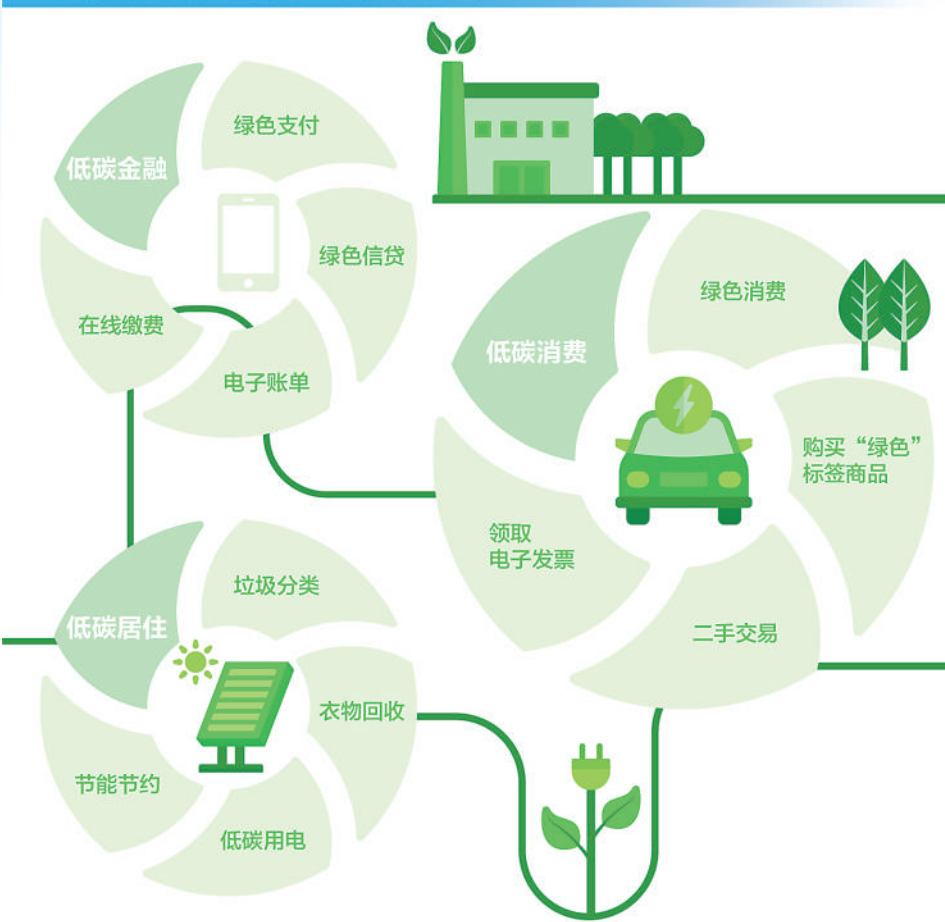 低碳金融
绿色支付
绿色信贷
电子账单
在线缴费
低碳消费
绿色消费
购买“绿色”
标签商品
二手交易
领取
电子发票
低碳居住
垃圾分类
衣物回收
低碳用电
节能节约